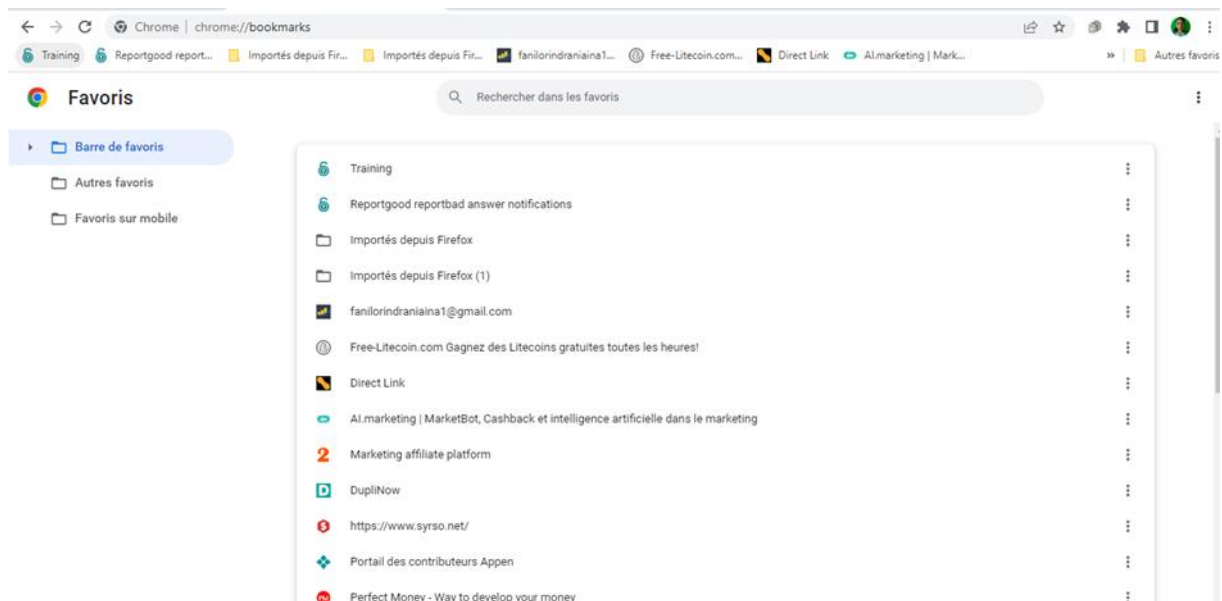 Chrome | chrome://bookmarks
Training Reportgood report... Importés depuis Fir... Importés depuis Fir... fanilorindraniaina1... Free-Litecoin.com... Direct Link AI.marketing | Mark... » Autres favoris
Favoris
Rechercher dans les favoris
Barre de favoris
Autres favoris
Favoris sur mobile
Training
Reportgood reportbad answer notifications
Importés depuis Firefox
Importés depuis Firefox (1)
fanilorindraniaina1@gmail.com
Free-Litecoin.com Gagnez des Litecoins gratuites toutes les heures!
Direct Link
AI.marketing | MarketBot, Cashback et intelligence artificielle dans le marketing
2 Marketing affiliate platform
DupliNow
https://www.syrso.net/
Portail des contributeurs Appen
Perfect Money - Way to develop your money